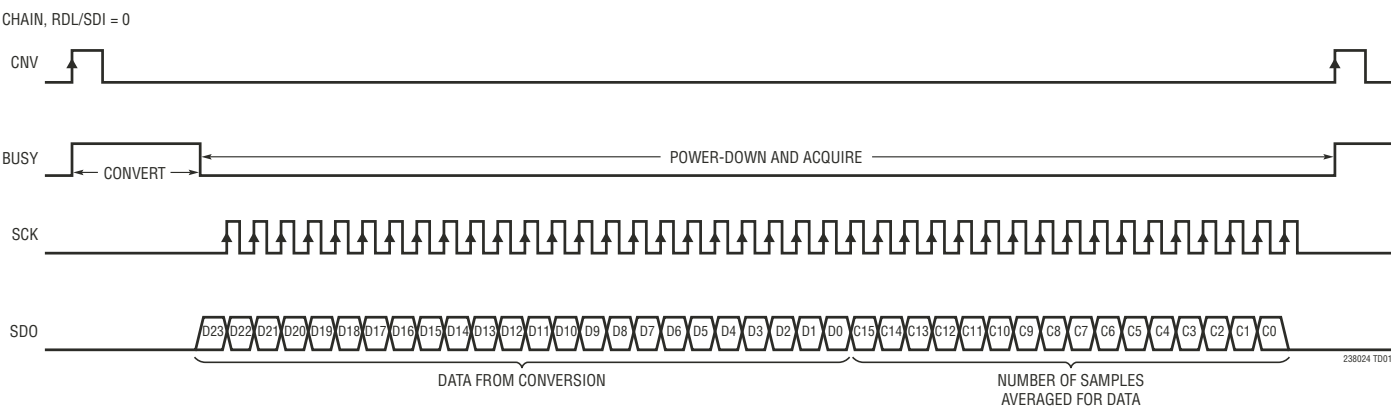 CHAIN, RDL/SDI = 0
CNV
BUSY
CONVERT
POWER-DOWN AND ACQUIRE
SCK
SDO
D23 D22 D21 D20 D19 D18 D17 D16 D15 D14 D13 D12 D11 D10 D9 D8 D7 D6 D5 D4 D3 D2 D1 D0 C15 C14 C13 C12 C11 C10 C9 C8 C7 C6 C5 C4 C3 C2 C1 C0
238024 TD01
DATA FROM CONVERSION
NUMBER OF SAMPLES
AVERAGED FOR DATA